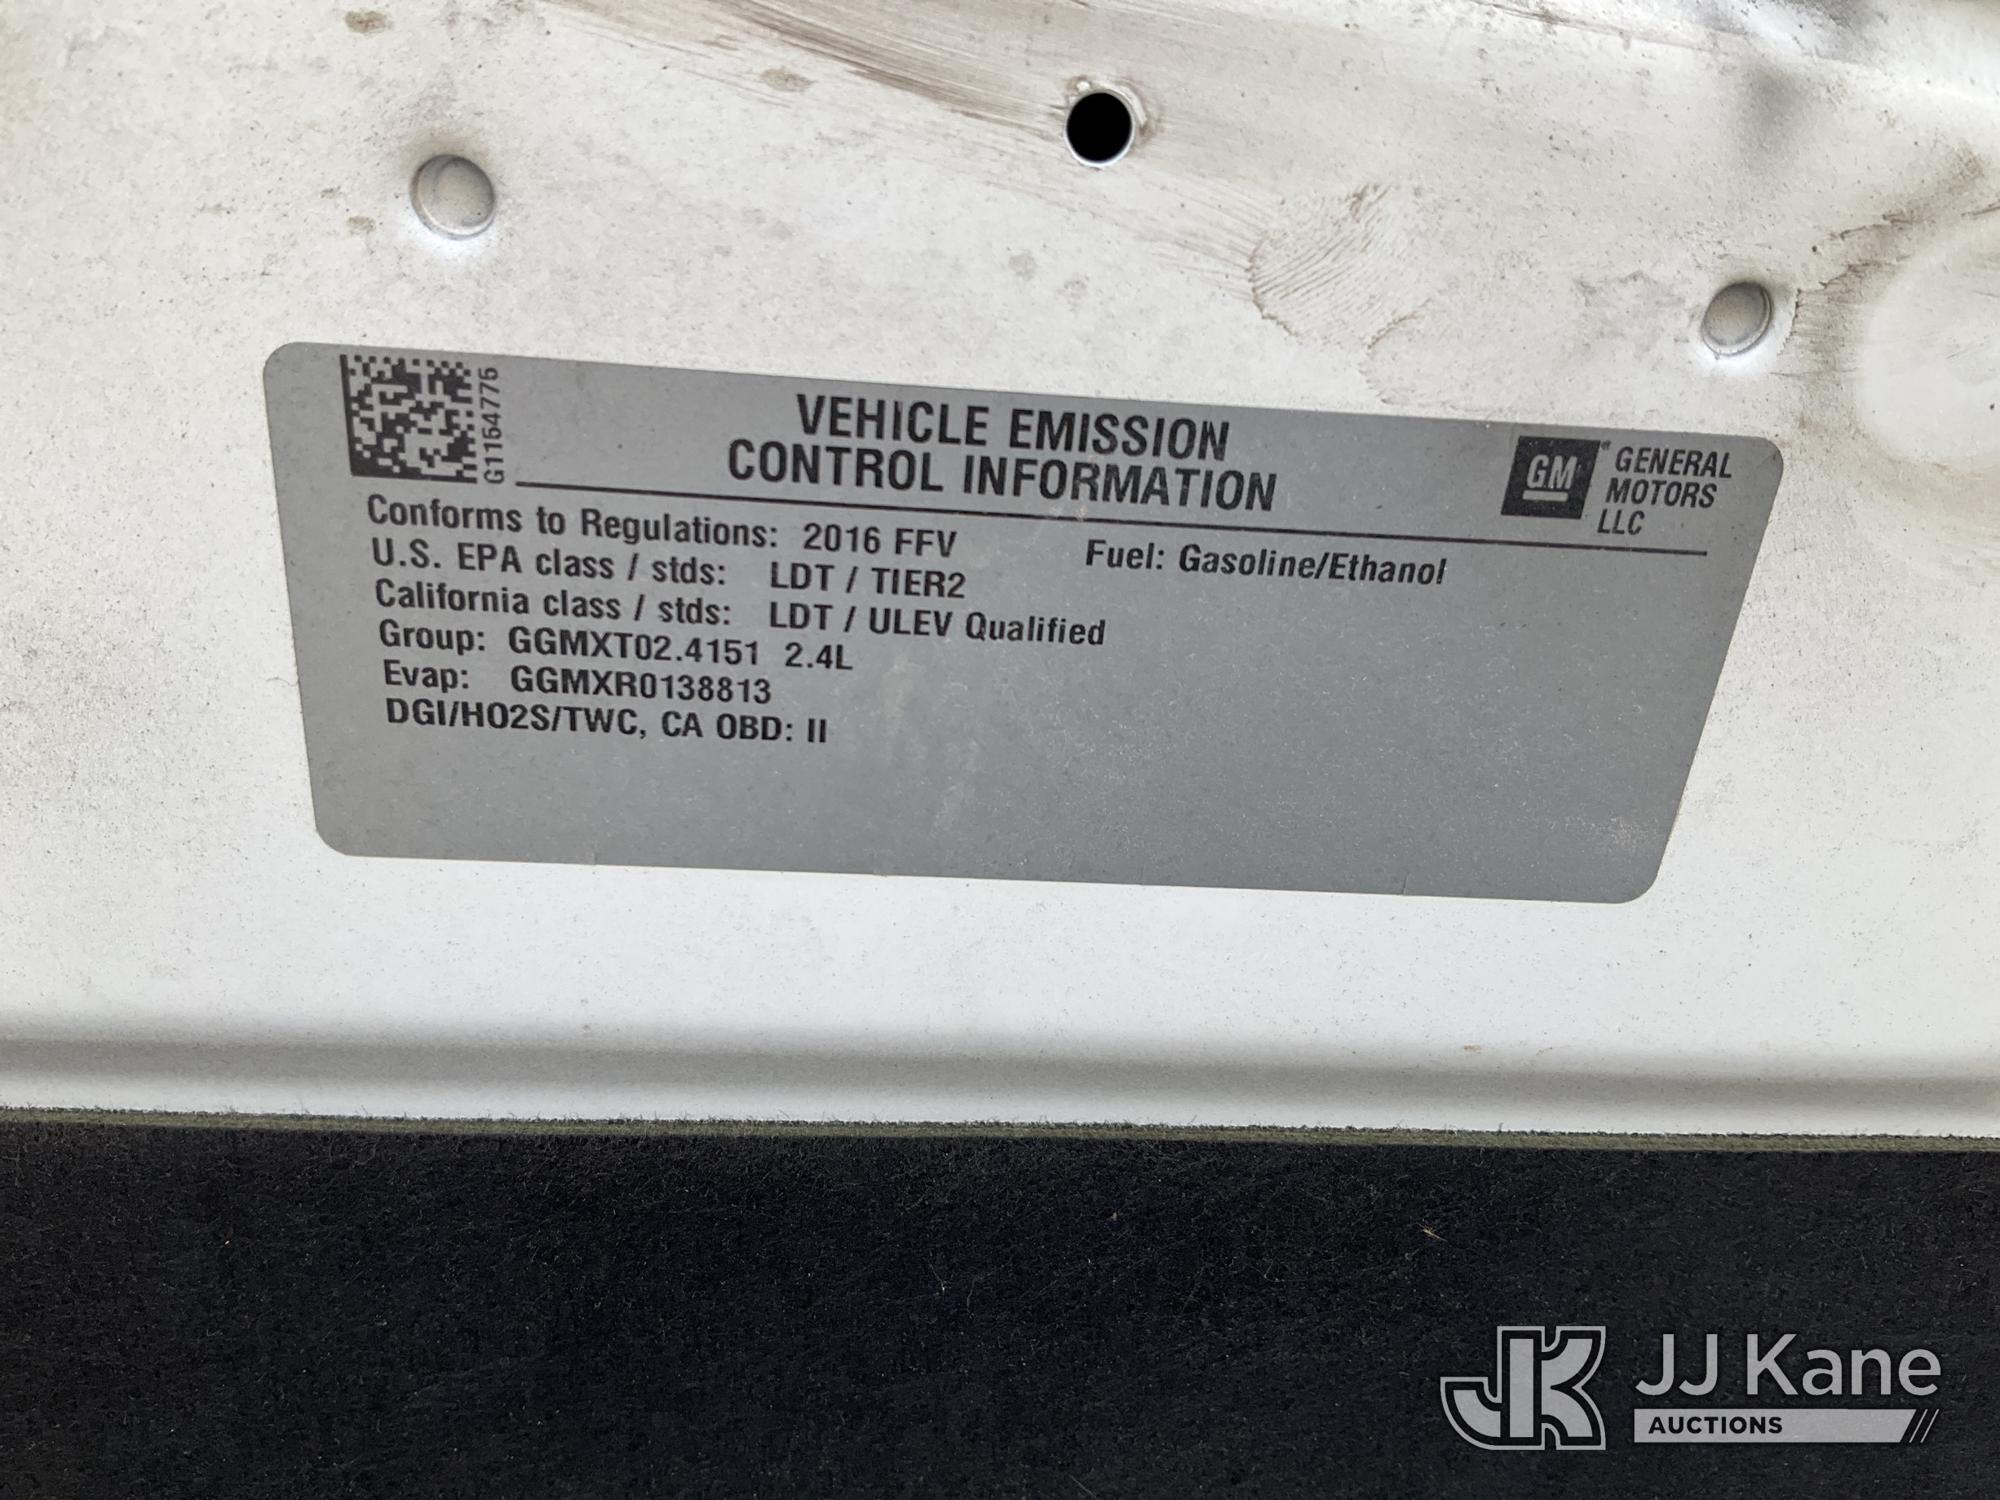 G1154775
VEHICLE EMISSION
CONTROL INFORMATION
GM
GENERAL
MOTORS
LLC
Conforms to Regulations: 2016 FFV
Fuel: Gasoline/Ethanol
U.S. EPA class / stds: LDT / TIER2
California class / stds: LDT / ULEV Qualified
Group: GGMXT02.4151 2.4L
Evap: GGMXR0138813
DGI/HO2S/TWC, CA OBD: II
JK
JJ Kane
AUCTIONS